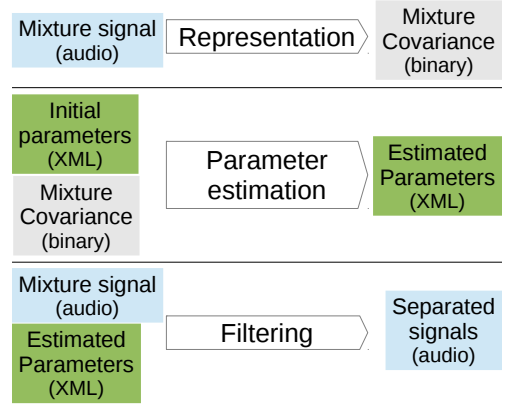 Mixture signal
(audio)
Representation
Mixture
Covariance
(binary)
Initial
parameters
(XML)
Mixture
Covariance
(binary)
Parameter
estimation
Estimated
Parameters
(XML)
Mixture signal
(audio)
Estimated
Parameters
(XML)
Filtering
Separated
signals
(audio)